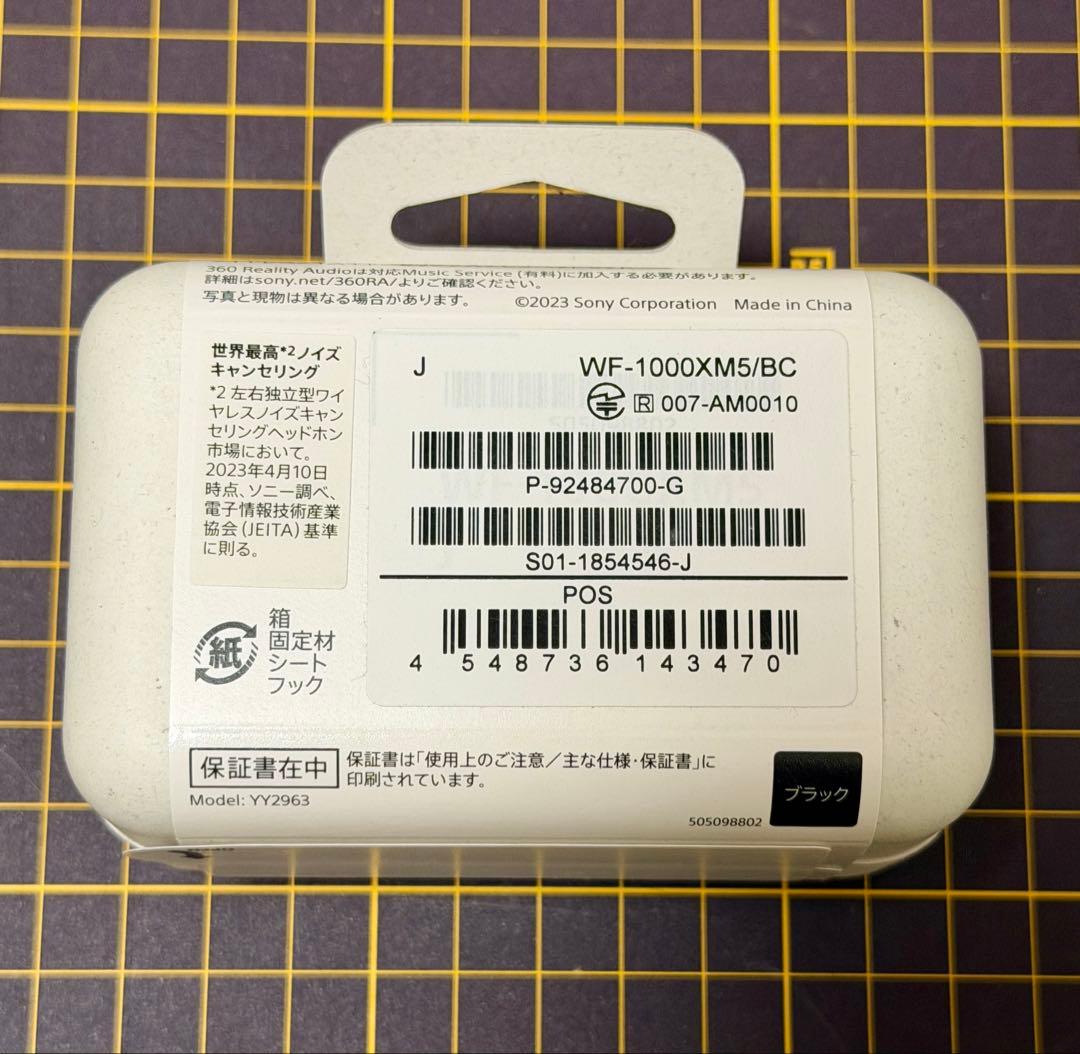 360 Reality Audioは対応Music Service (有料)に加入する必要があります。
詳細はsony.net/360RA/よりご確認ください。
写真と現物は異なる場合があります。 ©2023 Sony Corporation Made in China
世界最高*2ノイズ
キャンセリング
*2 左右独立型ワイ
ヤレスノイズキャン
セリングヘッドホン
市場において。
2023年4月10日
時点、ソニー調べ、
電子情報技術産業
協会(JEITA)基準
に則る。
J WF-1000XM5/BC
R 007-AM0010
P-92484700-G
S01-1854546-J
POS
4 548736 143470
紙
箱
固定材
シート
フック
保証書在中
保証書は「使用上のご注意/主な仕様・保証書」に
印刷されています。
Model: YY2963
ブラック
505098802